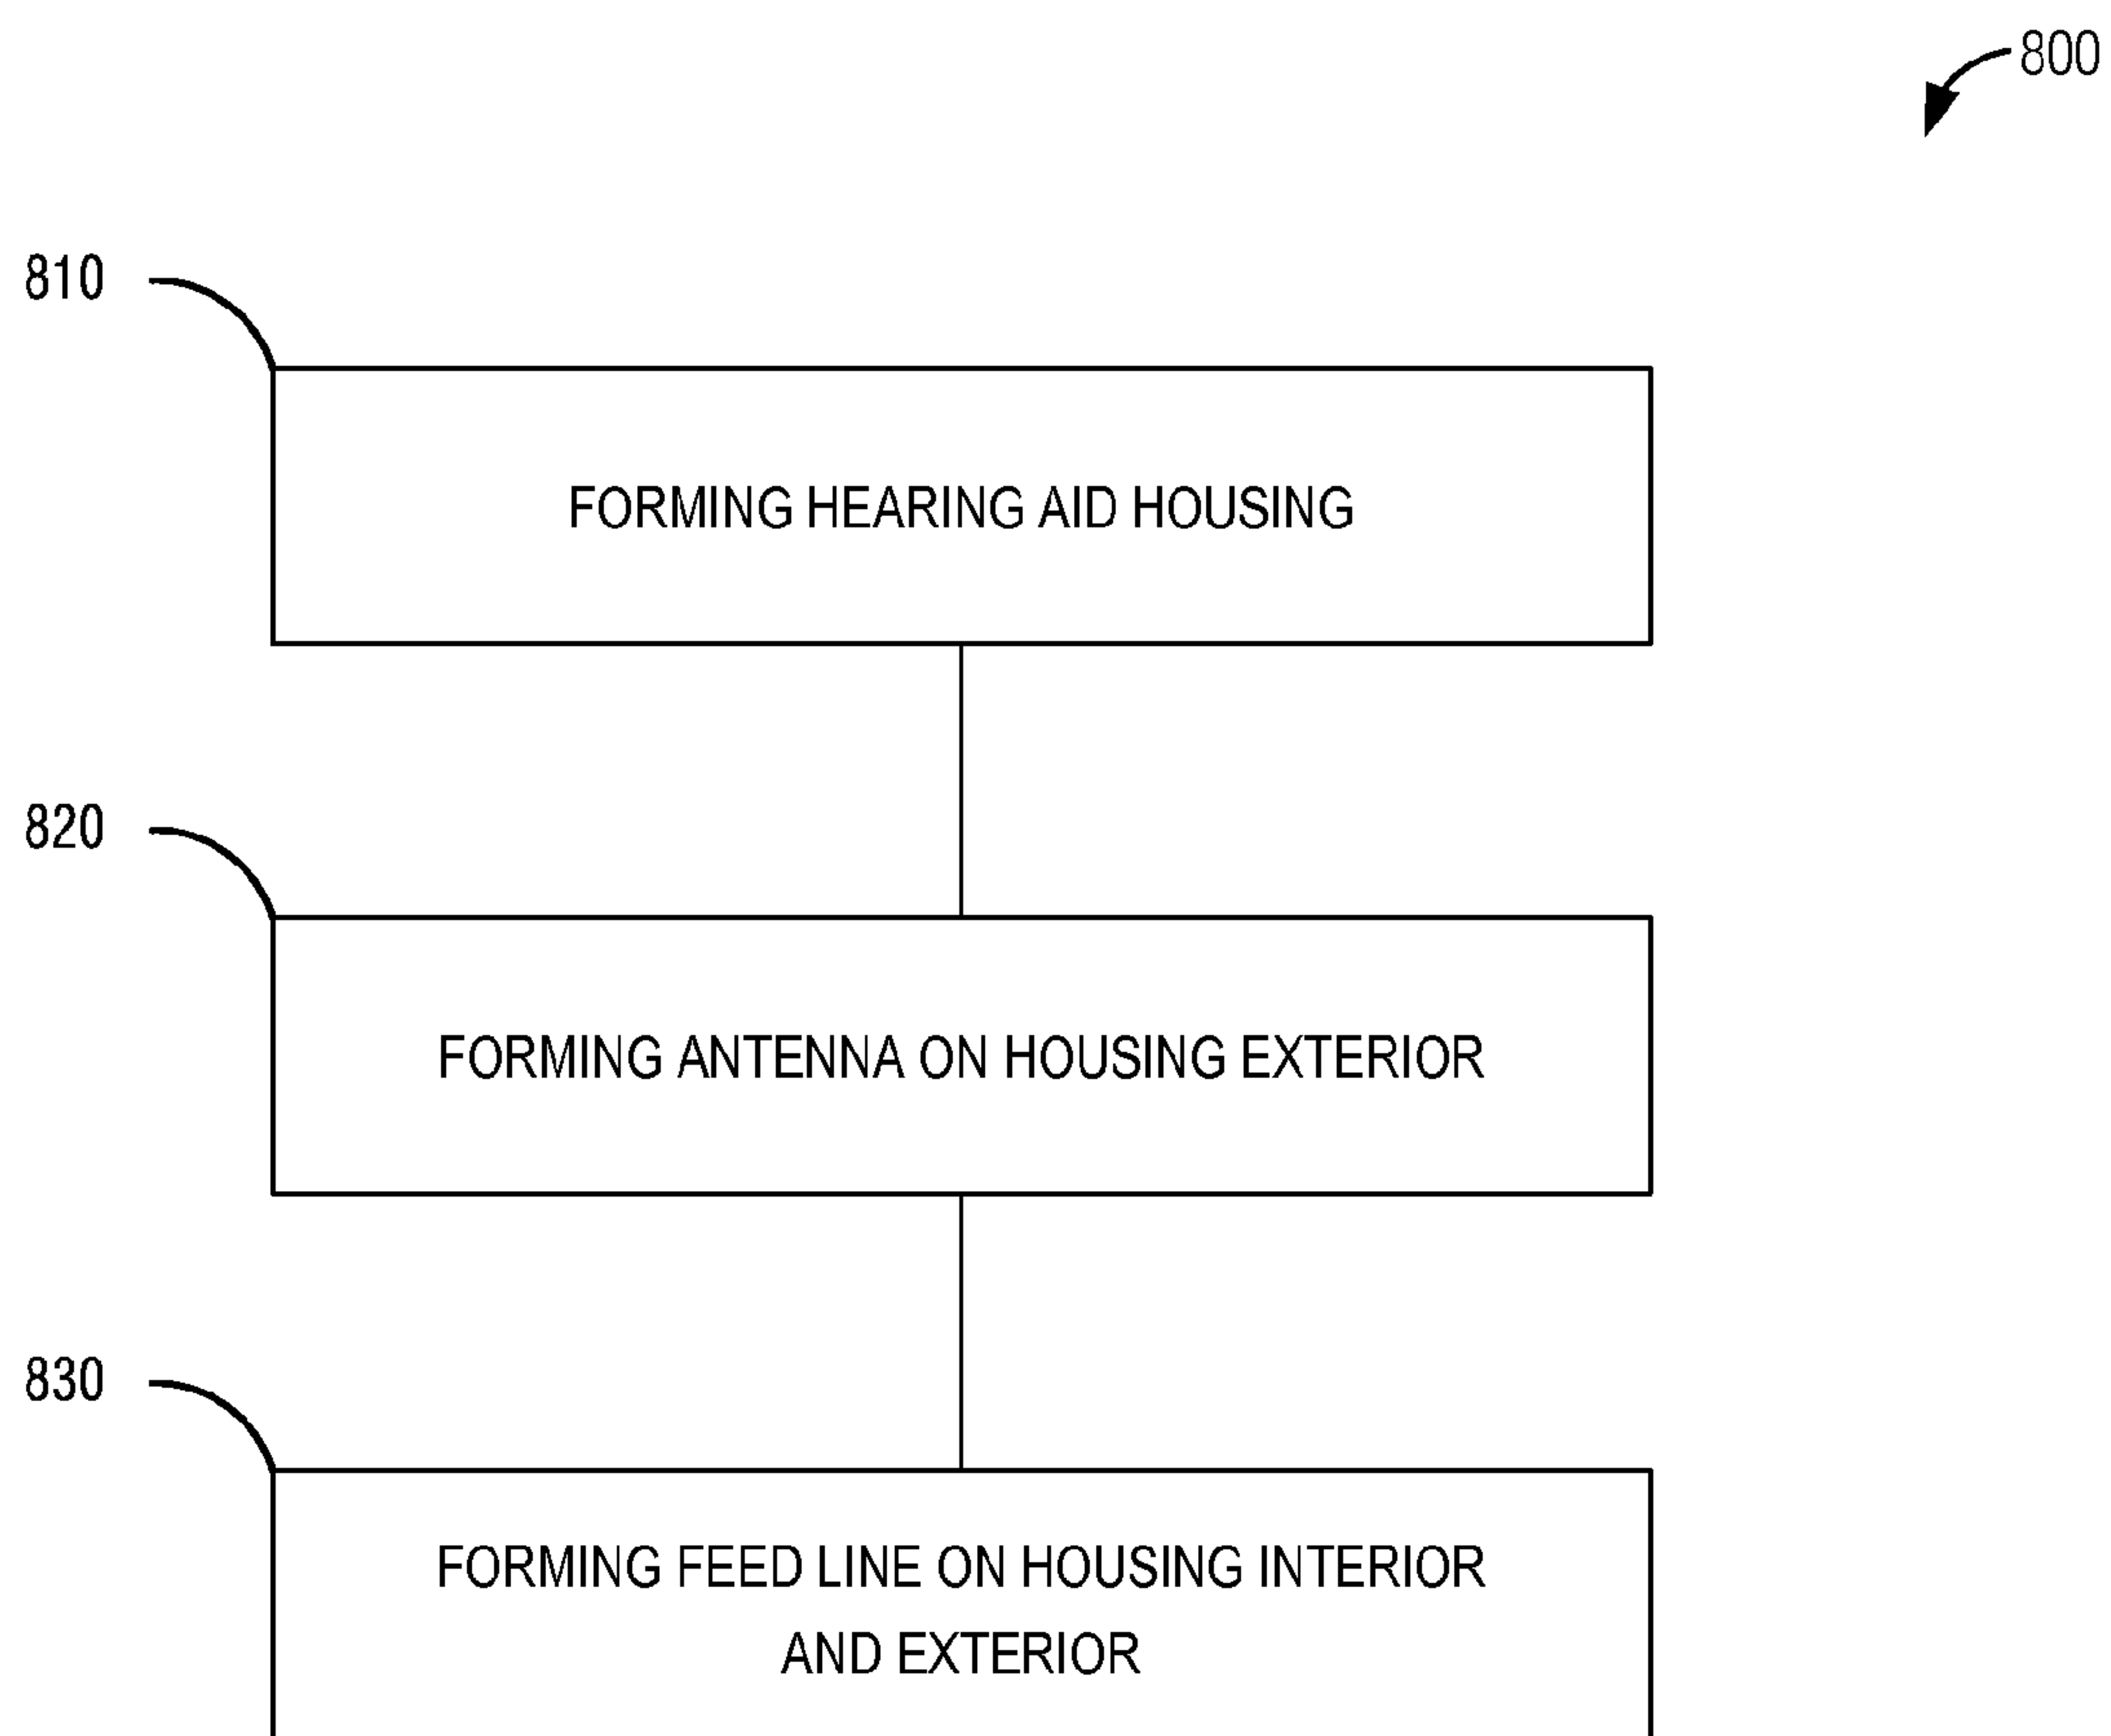 800
810
FORMING HEARING AID HOUSING
820
FORMING ANTENNA ON HOUSING EXTERIOR
830
FORMING FEED LINE ON HOUSING INTERIOR
AND EXTERIOR